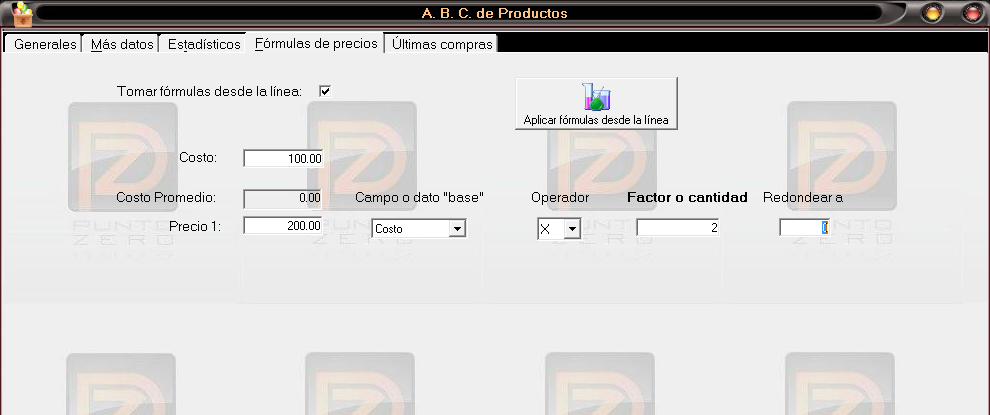 A. B. C. de Productos
Generales Más datos Estadísticos Fórmulas de precios Últimas compras
Tomar fórmulas desde la línea:
Aplicar fórmulas desde la línea
Costo: 100.00
Costo Promedio: 0.00 Campo o dato "base" Operador Factor o cantidad Redondear a
Precio 1: 200.00 Costo X 2 0
PUNTO ZERO